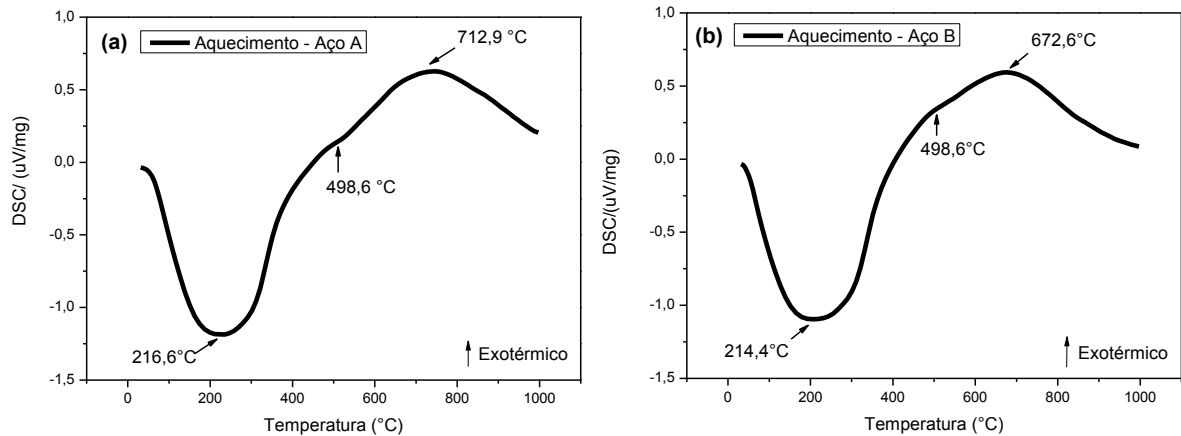 (a)
Aquecimento - Aço A
712,9 °C
498,6 °C
216,6°C
Exotérmico
1,0
0,5
0,0
-0,5
-1,0
-1,5
DSC/ (uV/mg)
0 200 400 600 800 1000
Temperatura (°C)
(b)
Aquecimento - Aço B
672,6°C
498,6°C
214,4°C
Exotérmico
1,0
0,5
0,0
-0,5
-1,0
-1,5
DSC/(uV/mg)
0 200 400 600 800 1000
Temperatura (°C)